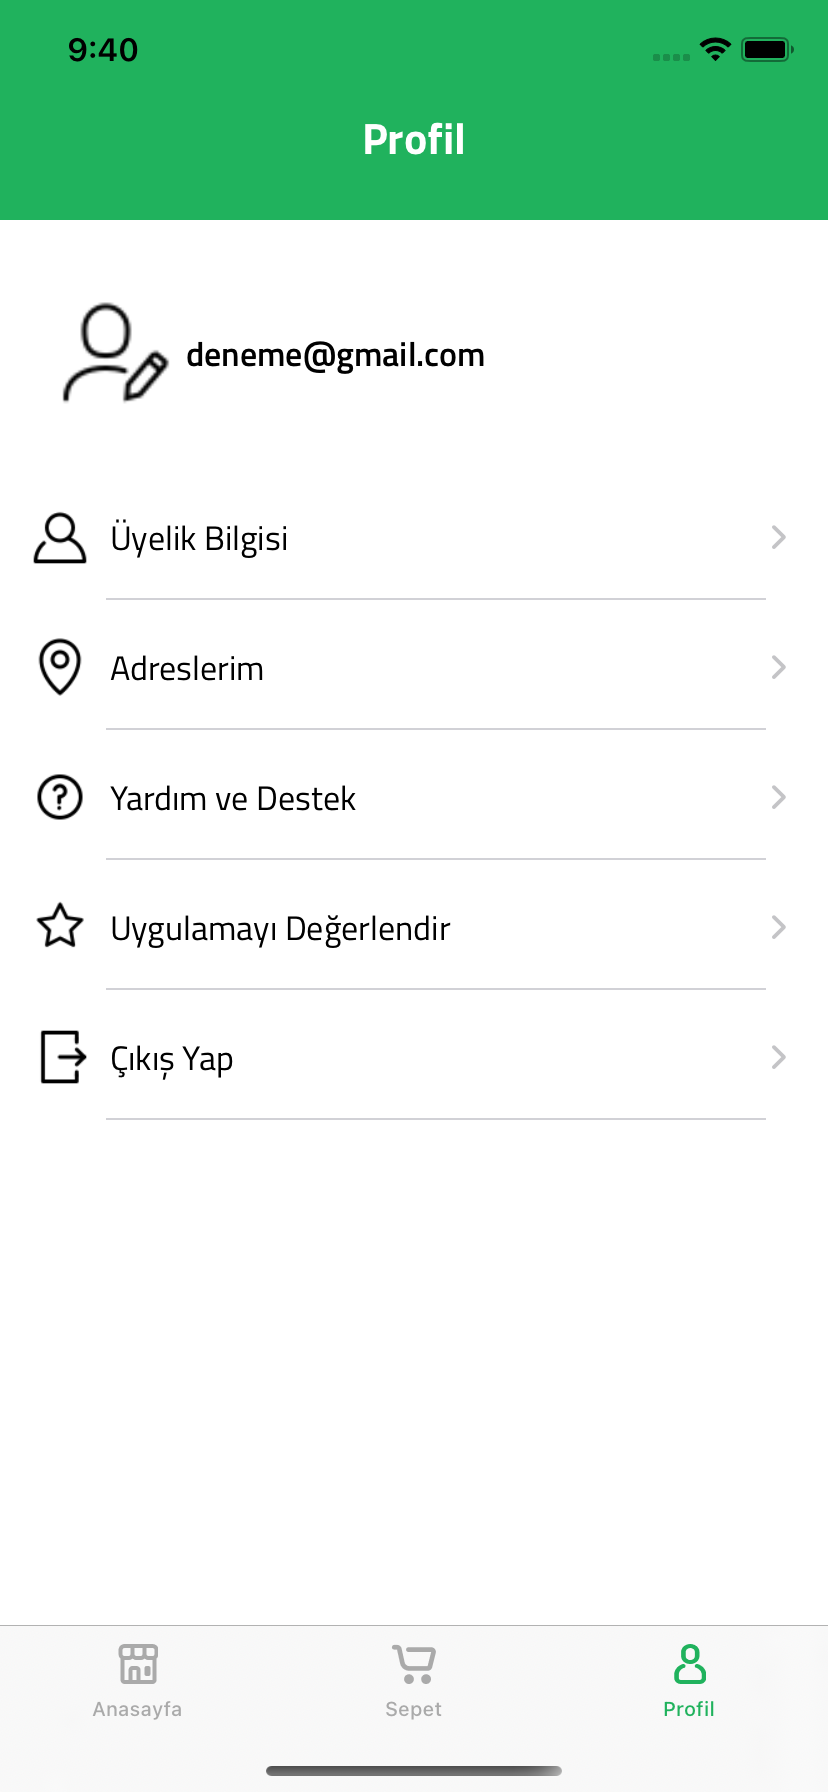 9:40
Profil
deneme@gmail.com
Üyelik Bilgisi
Adreslerim
Yardım ve Destek
Uygulamayı Değerlendir
Çıkış Yap
Anasayfa
Sepet
Profil